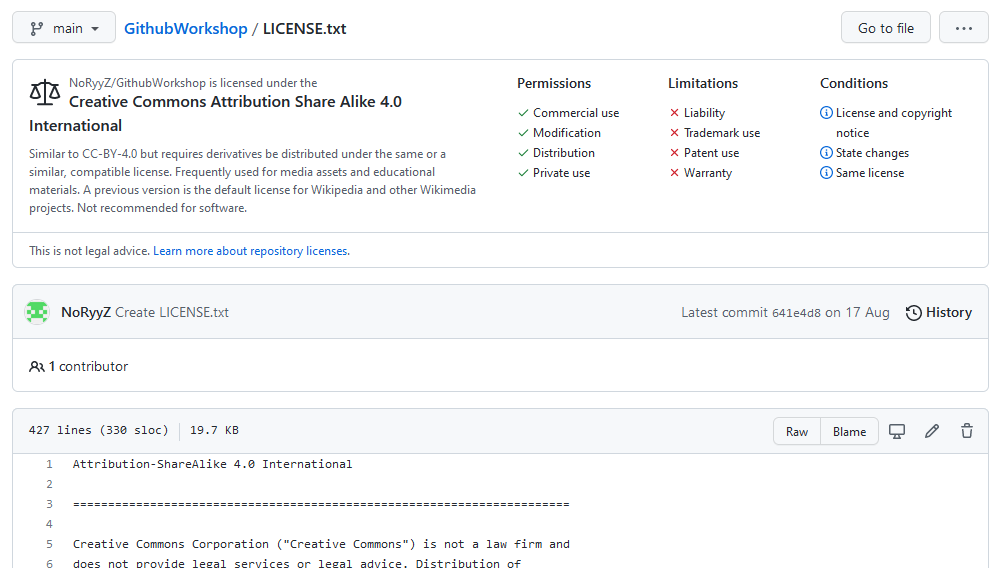 main
GithubWorkshop / LICENSE.txt
Go to file
...
NoRyyZ/GithubWorkshop is licensed under the
Creative Commons Attribution Share Alike 4.0
International
Similar to CC-BY-4.0 but requires derivatives be distributed under the same or a
similar, compatible license. Frequently used for media assets and educational
materials. A previous version is the default license for Wikipedia and other Wikimedia
projects. Not recommended for software.
Permissions
Commercial use
Modification
Distribution
Private use
Limitations
Liability
Trademark use
Patent use
Warranty
Conditions
License and copyright
notice
State changes
Same license
This is not legal advice. Learn more about repository licenses.
NoRyyZ Create LICENSE.txt
Latest commit 641e4d8 on 17 Aug
History
1 contributor
427 lines (330 sloc) 19.7 KB
Raw
Blame
1 Attribution-ShareAlike 4.0 International
2
3 =======================================================================
4
5 Creative Commons Corporation ("Creative Commons") is not a law firm and
6 does not provide legal services or legal advice. Distribution of